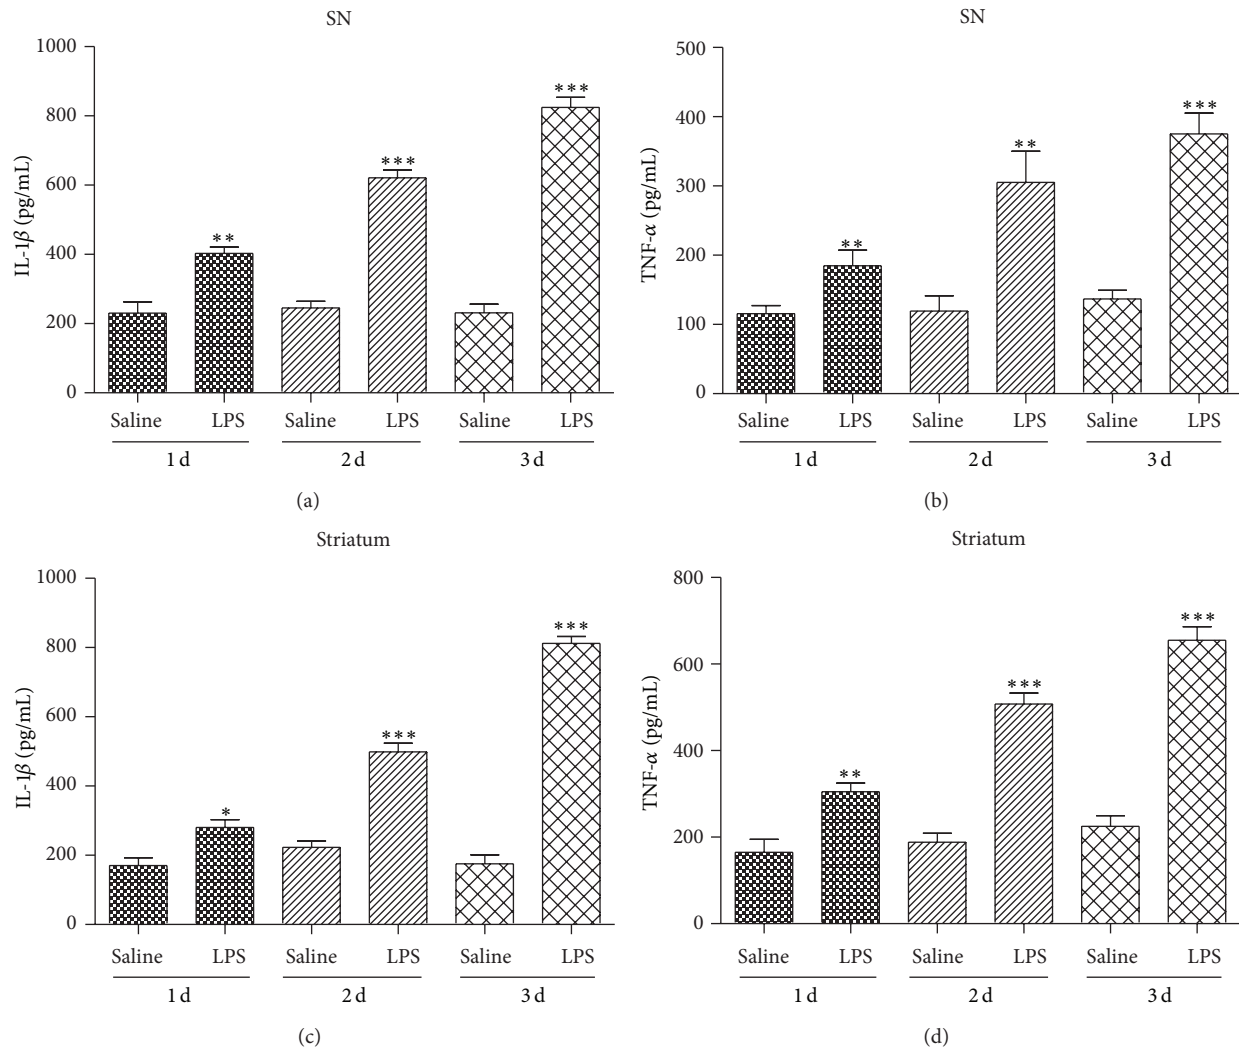 SN
1000
800
600
400
200
0
IL-1β (pg/mL)
**
***
***
Saline LPS Saline LPS Saline LPS
1 d 2 d 3 d
(a)
SN
500
400
300
200
100
0
TNF-α (pg/mL)
**
**
***
Saline LPS Saline LPS Saline LPS
1 d 2 d 3 d
(b)
Striatum
1000
800
600
400
200
0
IL-1β (pg/mL)
*
***
***
Saline LPS Saline LPS Saline LPS
1 d 2 d 3 d
(c)
Striatum
800
600
400
200
0
TNF-α (pg/mL)
**
***
***
Saline LPS Saline LPS Saline LPS
1 d 2 d 3 d
(d)